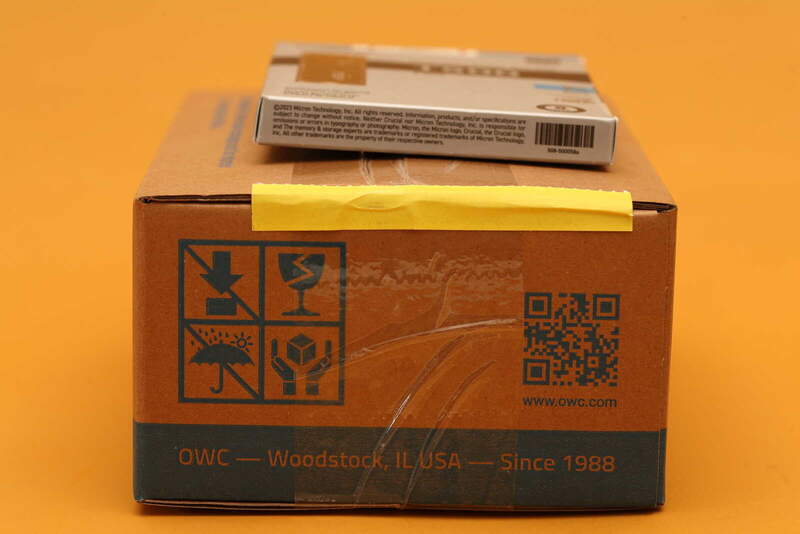 ©2023 Micron Technology, Inc. All rights reserved. Information, products, and/or specifications are
subject to change without notice. Neither Crucial nor Micron Technology, Inc. is responsible for
omissions or errors in typography or photography. Micron, the Micron logo, Crucial, the Crucial logo,
and The memory & storage experts are trademarks or registered trademarks of Micron Technology,
Inc. All other trademarks are the property of their respective owners.
www.owc.com
OWC — Woodstock, IL USA — Since 1988